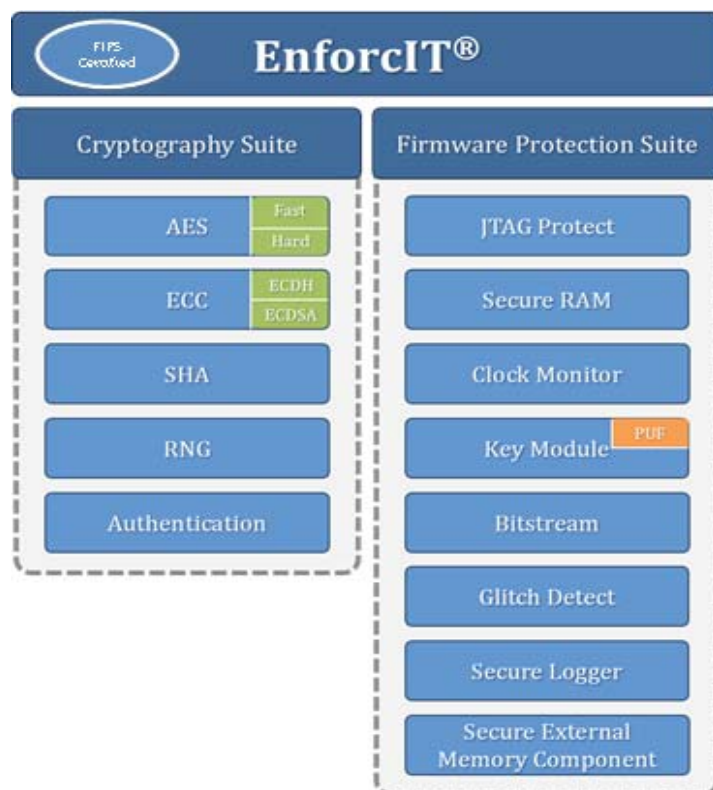 FIPS
Certified
EnforcIT®
Cryptography Suite
AES
Fast
Hard
ECC
ECDH
ECDSA
SHA
RNG
Authentication
Firmware Protection Suite
JTAG Protect
Secure RAM
Clock Monitor
Key Module
PUF
Bitstream
Glitch Detect
Secure Logger
Secure External
Memory Component